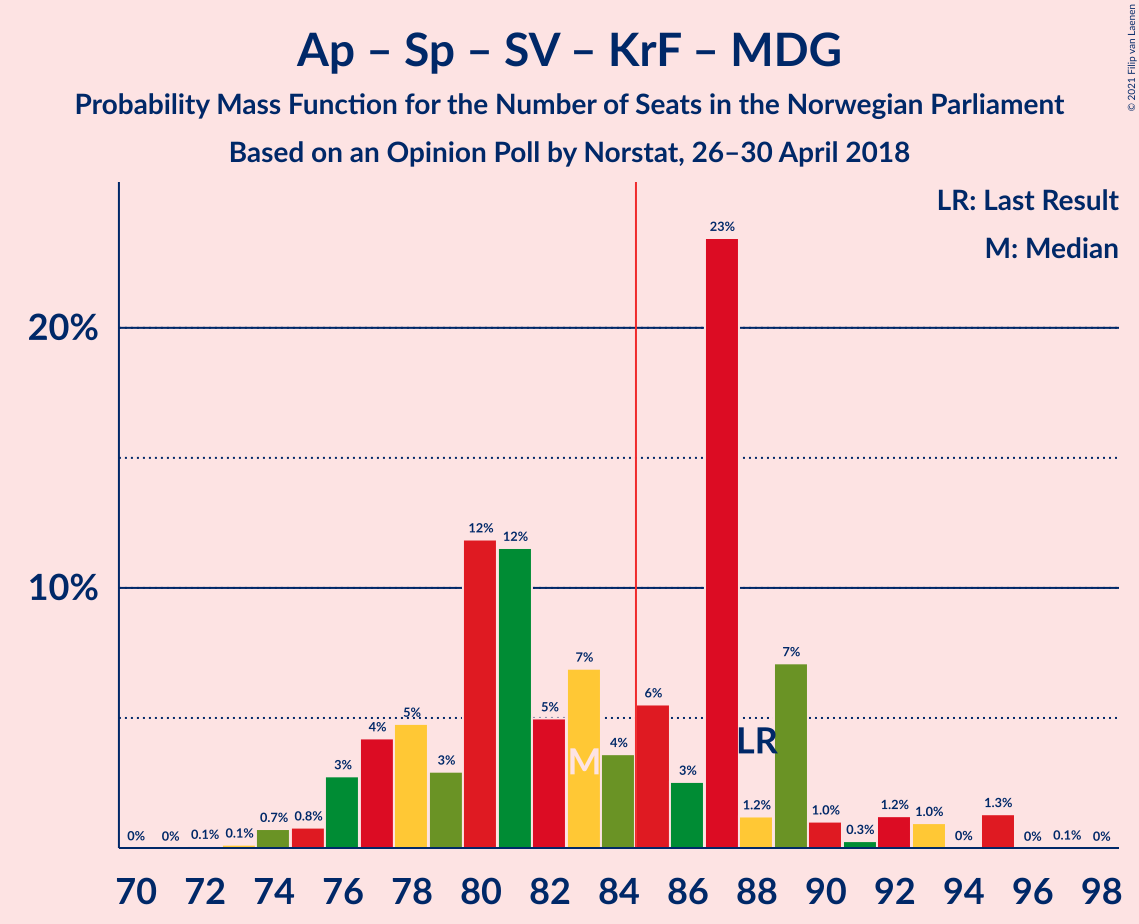 Ap – Sp – SV – KrF – MDG
Probability Mass Function for the Number of Seats in the Norwegian Parliament
Based on an Opinion Poll by Norstat, 26–30 April 2018
© 2021 Filip van Laenen
LR: Last Result
M: Median
20%
10%
0% 0% 0.1% 0.1% 0.7% 0.8% 3% 4% 5% 3% 12% 12% 5% 7% 4% 6% 3% 23% 1.2% 7% 1.0% 0.3% 1.2% 1.0% 0% 1.3% 0% 0.1% 0%
M
LR
70 72 74 76 78 80 82 84 86 88 90 92 94 96 98